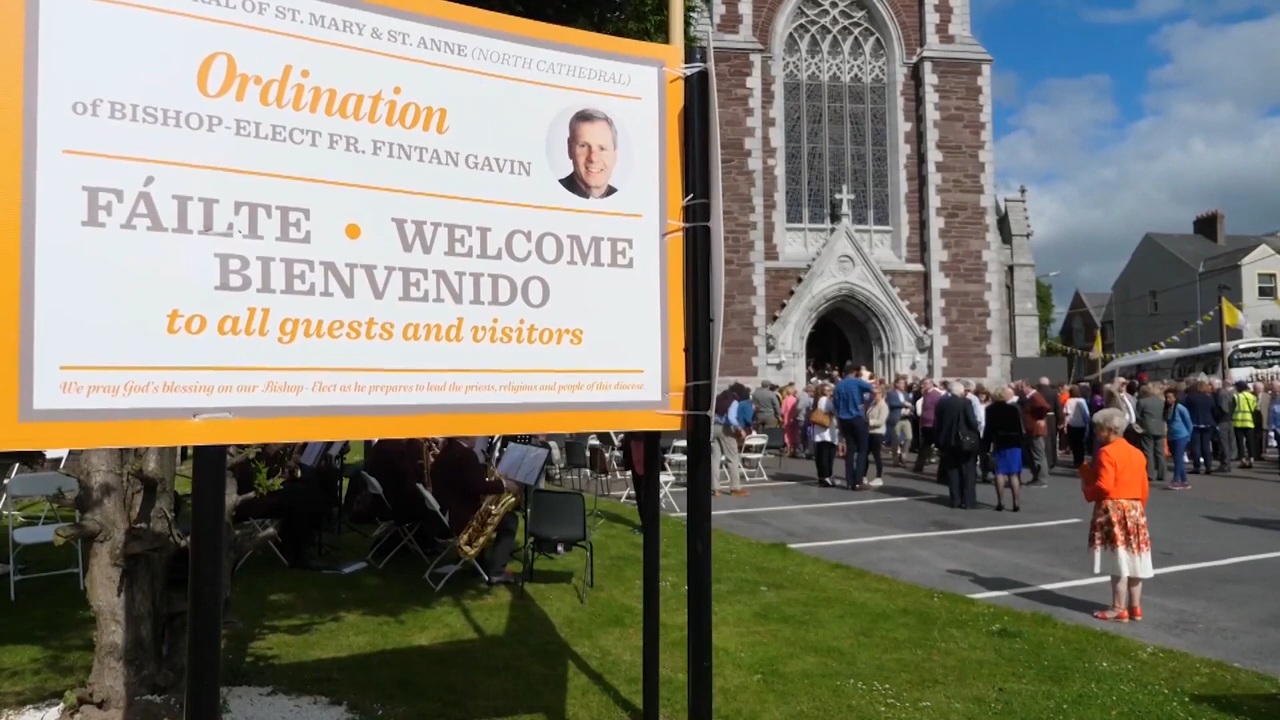 RAL OF ST. MARY & ST. ANNE (NORTH CATHEDRAL)
Ordination
of BISHOP-ELECT FR. FINTAN GAVIN
FÁILTE • WELCOME
BIENVENIDO
to all guests and visitors
We pray God's blessing on our Bishop-Elect as he prepares to lead the priests, religious and people of this diocese